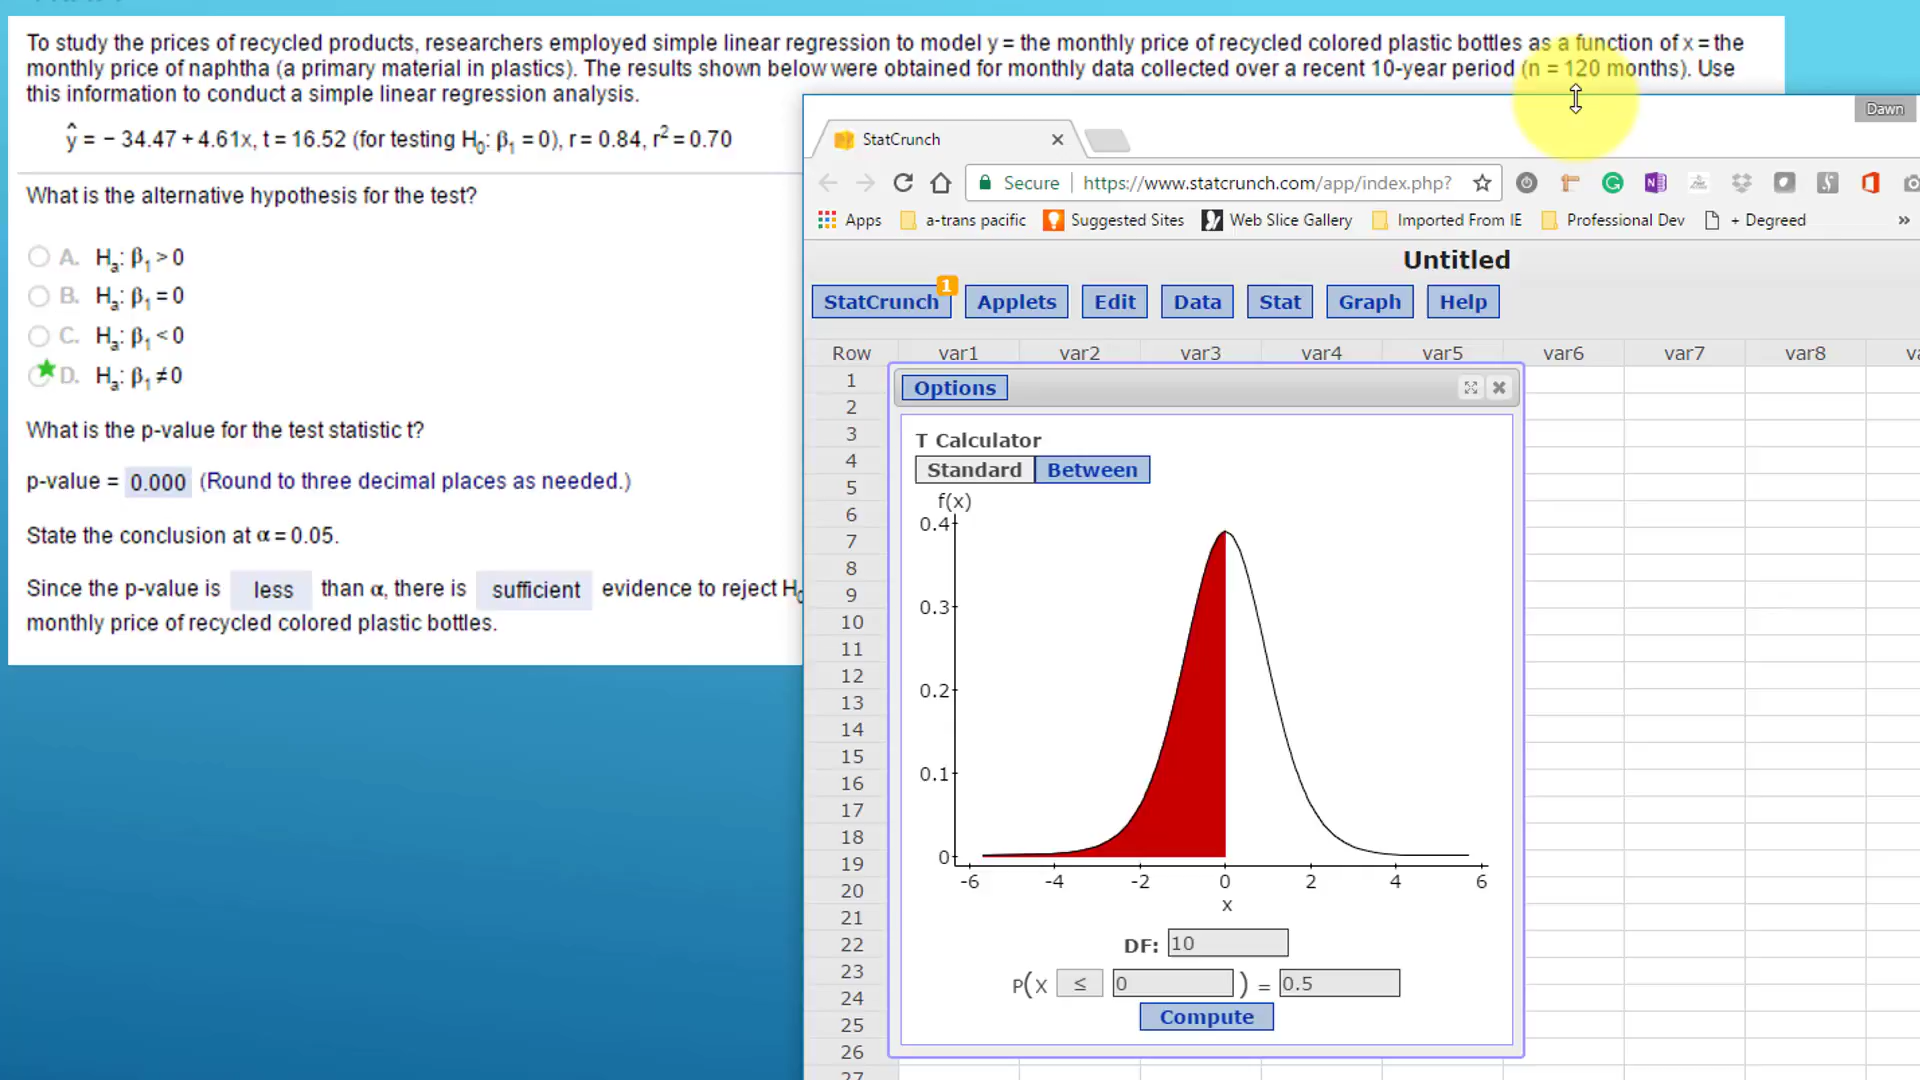 To study the prices of recycled products, researchers employed simple linear regression to model y = the monthly price of recycled colored plastic bottles as a function of x = the
monthly price of naphtha (a primary material in plastics). The results shown below were obtained for monthly data collected over a recent 10-year period (n = 120 months). Use
this information to conduct a simple linear regression analysis.
ŷ = − 34.47 + 4.61x, t = 16.52 (for testing H₀: β₁ = 0), r = 0.84, r² = 0.70
What is the alternative hypothesis for the test?
A. Hₐ: β₁ > 0
B. Hₐ: β₁ = 0
C. Hₐ: β₁ < 0
D. Hₐ: β₁ ≠ 0
What is the p-value for the test statistic t?
p-value = 0.000 (Round to three decimal places as needed.)
State the conclusion at α = 0.05.
Since the p-value is less than α, there is sufficient evidence to reject H₀
monthly price of recycled colored plastic bottles.
Dawn
StatCrunch
Secure https://www.statcrunch.com/app/index.php?
Apps a-trans pacific Suggested Sites Web Slice Gallery Imported From IE Professional Dev + Degreed »
Untitled
StatCrunch 1 Applets Edit Data Stat Graph Help
Row var1 var2 var3 var4 var5 var6 var7 var8
1
2
3
4
5
6
7
8
9
10
11
12
13
14
15
16
17
18
19
20
21
22
23
24
25
26
27
Options
T Calculator
Standard Between
f(x)
0.4
0.3
0.2
0.1
0
-6 -4 -2 0 2 4 6
x
DF: 10
P(X ≤ 0 ) = 0.5
Compute